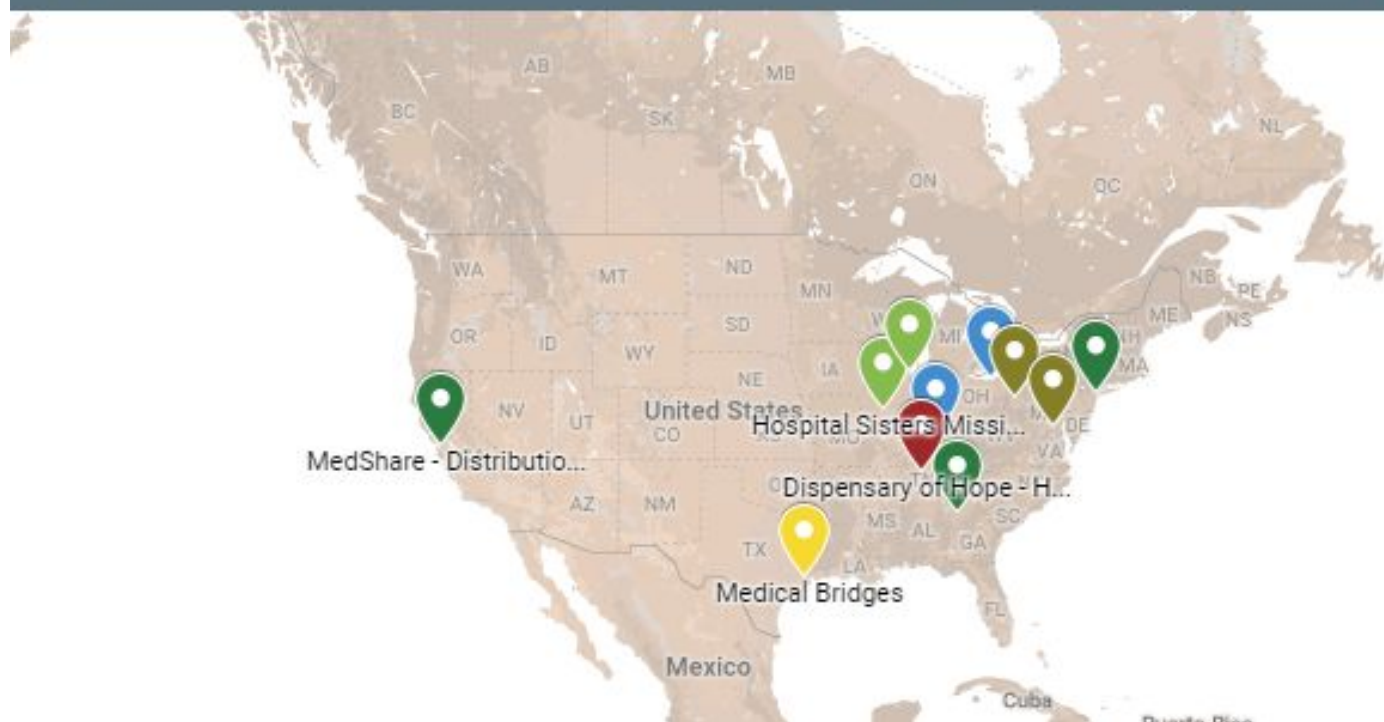 AB
MB
BC
SK
NL
ON
QC
WA
MT
ND
MN
NB
PE
ME
NS
OR
ID
SD
MI
NH
WY
MA
IA
NE
NV
OH
UT
United States
CO
DE
Hospital Sisters Missi...
VA
MedShare - Distributio...
Dispensary of Hope - H...
AZ
NM
SC
MS
AL
GA
TX
LA
Medical Bridges
FL
Mexico
Cuba